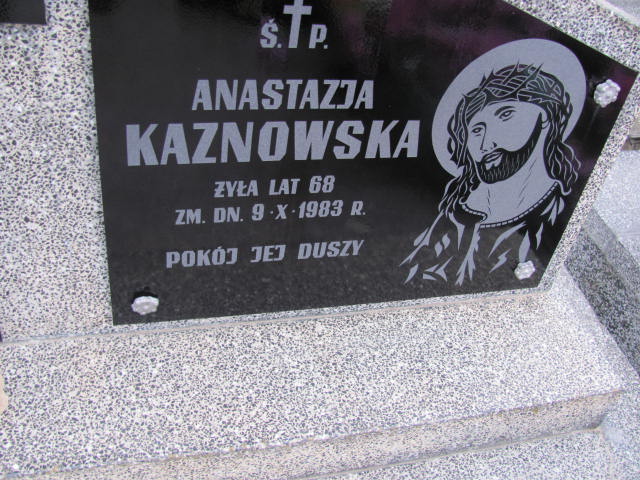 Ś. † P.
ANASTAZJA
KAZNOWSKA
ŻYŁA LAT 68
ZM. DN. 9·X·1983 R.
POKÓJ JEJ DUSZY